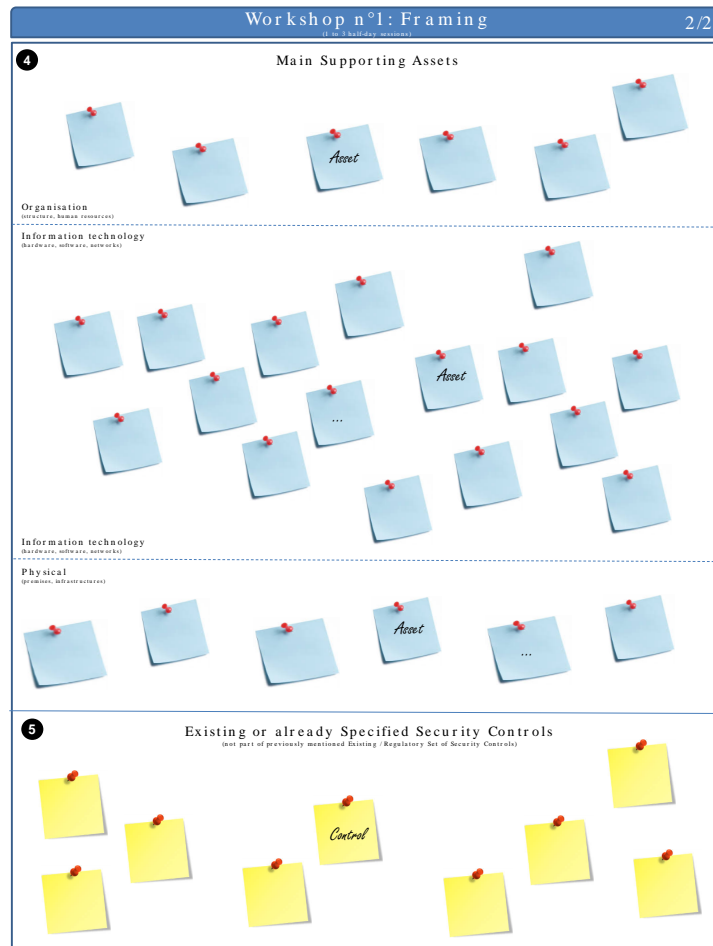 Workshop n°1: Framing
2/2
(1 to 3 half-day sessions)
4
Main Supporting Assets
Asset
Organisation
(structure, human resources)
Information technology
(hardware, software, networks)
Asset
...
Information technology
(hardware, software, networks)
Physical
(premises, infrastructures)
Asset
...
5
Existing or already Specified Security Controls
(not part of previously mentioned Existing / Regulatory Set of Security Controls)
Control